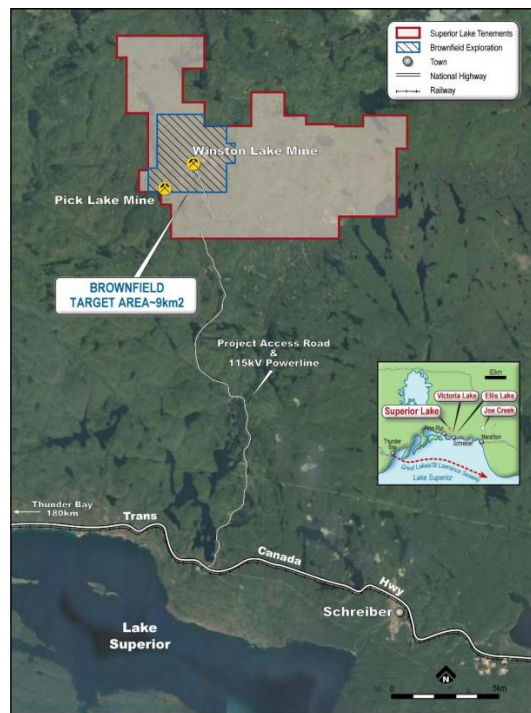 Superior Lake Tenements
Brownfield Exploration
Town
National Highway
Railway
Winston Lake Mine
Pick Lake Mine
BROWNFIELD
TARGET AREA~9km2
Project Access Road
&
115kV Powerline
50km
Victoria Lake
Ellis Lake
Superior Lake
Joe Creek
Thunder
Bay
Schreiber
Marathon
Great Lakes/St Lawrence Seaway
Lake Superior
Thunder Bay
180km
Trans
Canada
Hwy
Schreiber
Lake
Superior
N
0
5km